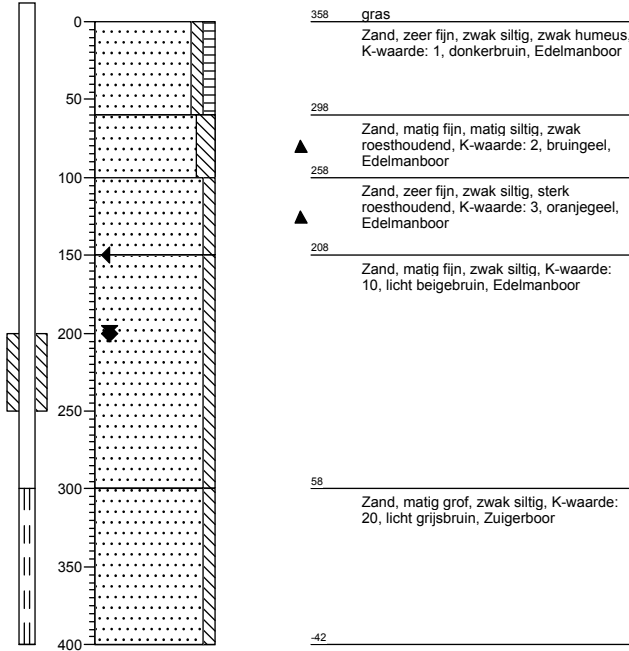 0
50
100
150
200
250
300
350
400
358 gras
Zand, zeer fijn, zwak siltig, zwak humeus,
K-waarde: 1, donkerbruin, Edelmanboor
298
Zand, matig fijn, matig siltig, zwak
roesthoudend, K-waarde: 2, bruingeel,
Edelmanboor
258
Zand, zeer fijn, zwak siltig, sterk
roesthoudend, K-waarde: 3, oranjegeel,
Edelmanboor
208
Zand, matig fijn, zwak siltig, K-waarde:
10, licht beigebruin, Edelmanboor
58
Zand, matig grof, zwak siltig, K-waarde:
20, licht grijsbruin, Zuigerboor
-42